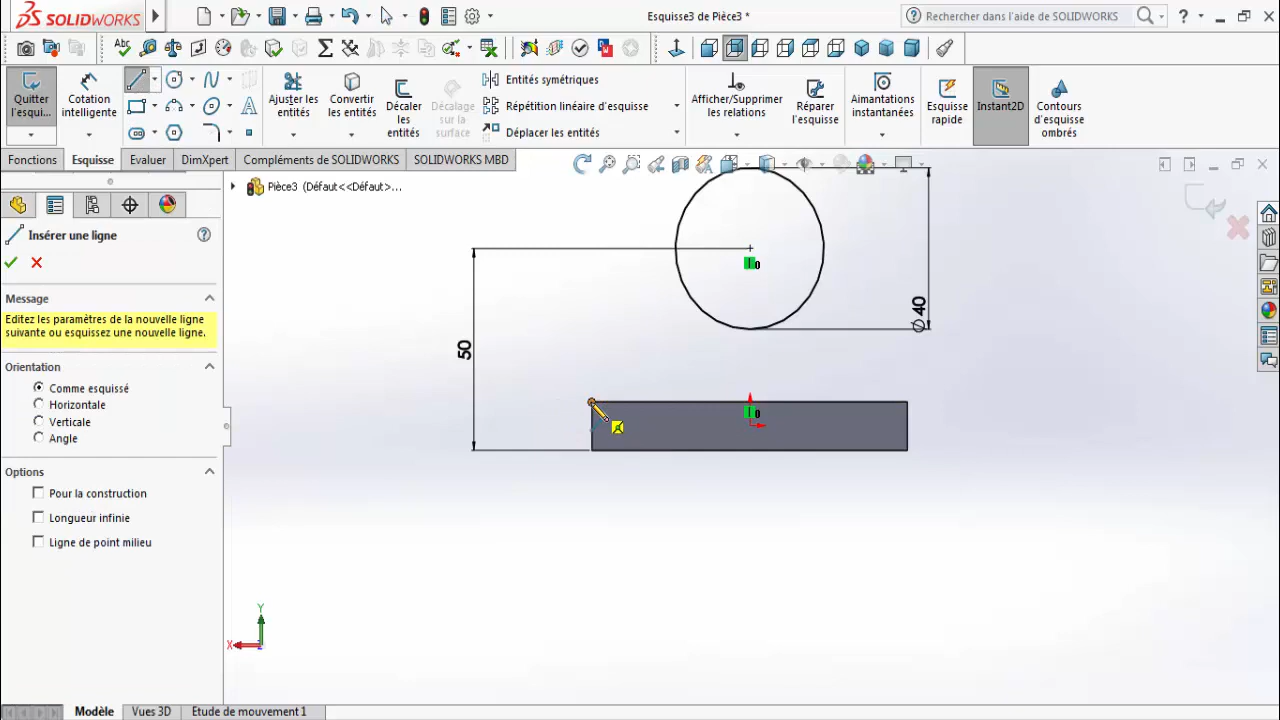 SOLIDWORKS
Esquisse3 de Pièce3 *
Rechercher dans l'aide de SOLIDWORKS
?
Quitter l'esqui...
Cotation intelligente
Ajuster les entités
Convertir les entités
Décaler les entités
Décalage sur la surface
Entités symétriques
Répétition linéaire d'esquisse
Déplacer les entités
Afficher/Supprimer les relations
Réparer l'esquisse
Aimantations instantanées
Esquisse rapide
Instant2D
Contours d'esquisse ombrés
Fonctions
Esquisse
Evaluer
DimXpert
Compléments de SOLIDWORKS
SOLIDWORKS MBD
Pièce3 (Défaut<<Défaut>...
Insérer une ligne
?
Message
Editez les paramètres de la nouvelle ligne
suivante ou esquissez une nouvelle ligne.
Orientation
Comme esquissé
Horizontale
Verticale
Angle
Options
Pour la construction
Longueur infinie
Ligne de point milieu
0
∅ 40
50
0
Y
X
Modèle
Vues 3D
Etude de mouvement 1